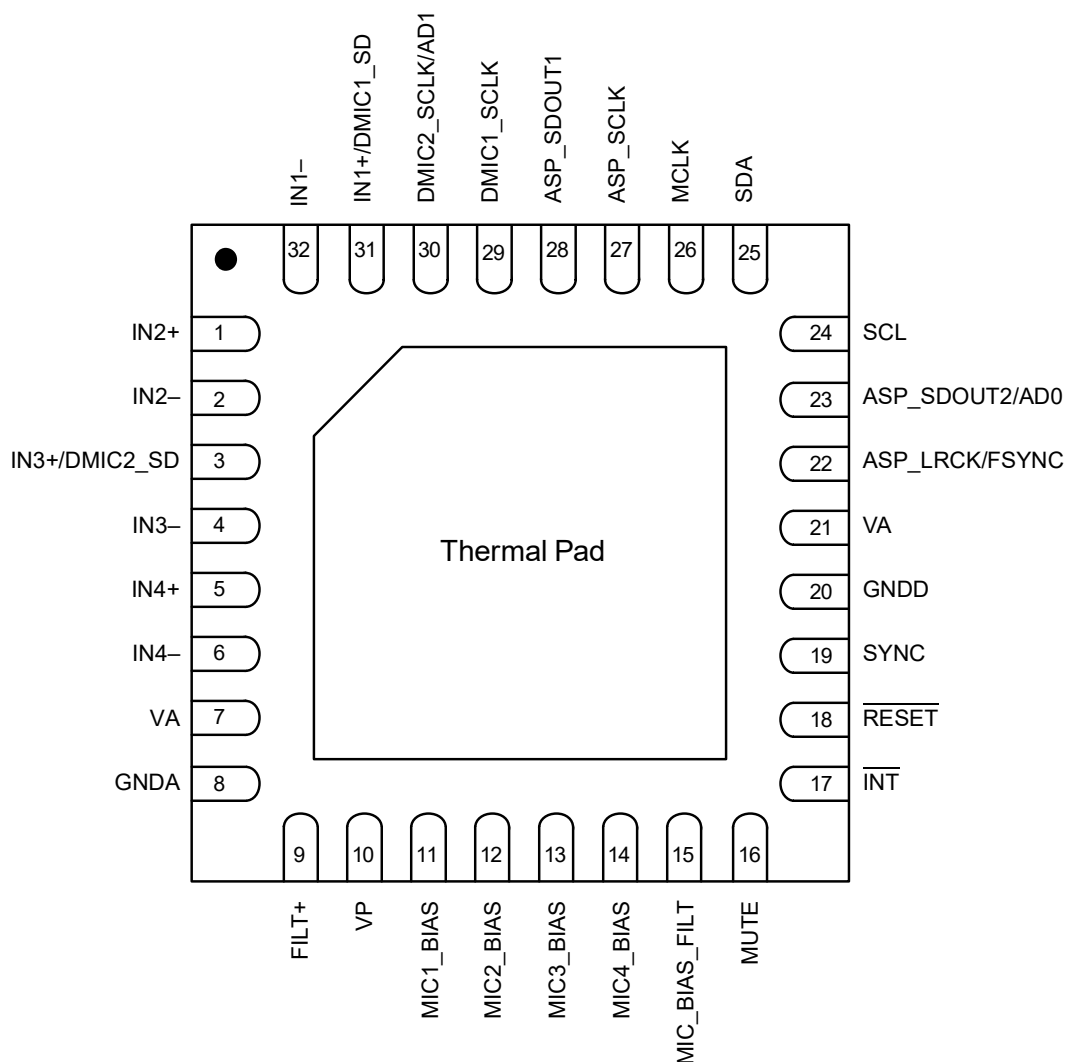 IN1–
IN1+/DMIC1_SD
DMIC2_SCLK/AD1
DMIC1_SCLK
ASP_SDOUT1
ASP_SCLK
MCLK
SDA
32
31
30
29
28
27
26
25
IN2+ 1
IN2– 2
IN3+/DMIC2_SD 3
IN3– 4
IN4+ 5
IN4– 6
VA 7
GNDA 8
Thermal Pad
24 SCL
23 ASP_SDOUT2/AD0
22 ASP_LRCK/FSYNC
21 VA
20 GNDD
19 SYNC
18 RESET
17 INT
9
10
11
12
13
14
15
16
FILT+
VP
MIC1_BIAS
MIC2_BIAS
MIC3_BIAS
MIC4_BIAS
MIC_BIAS_FILT
MUTE